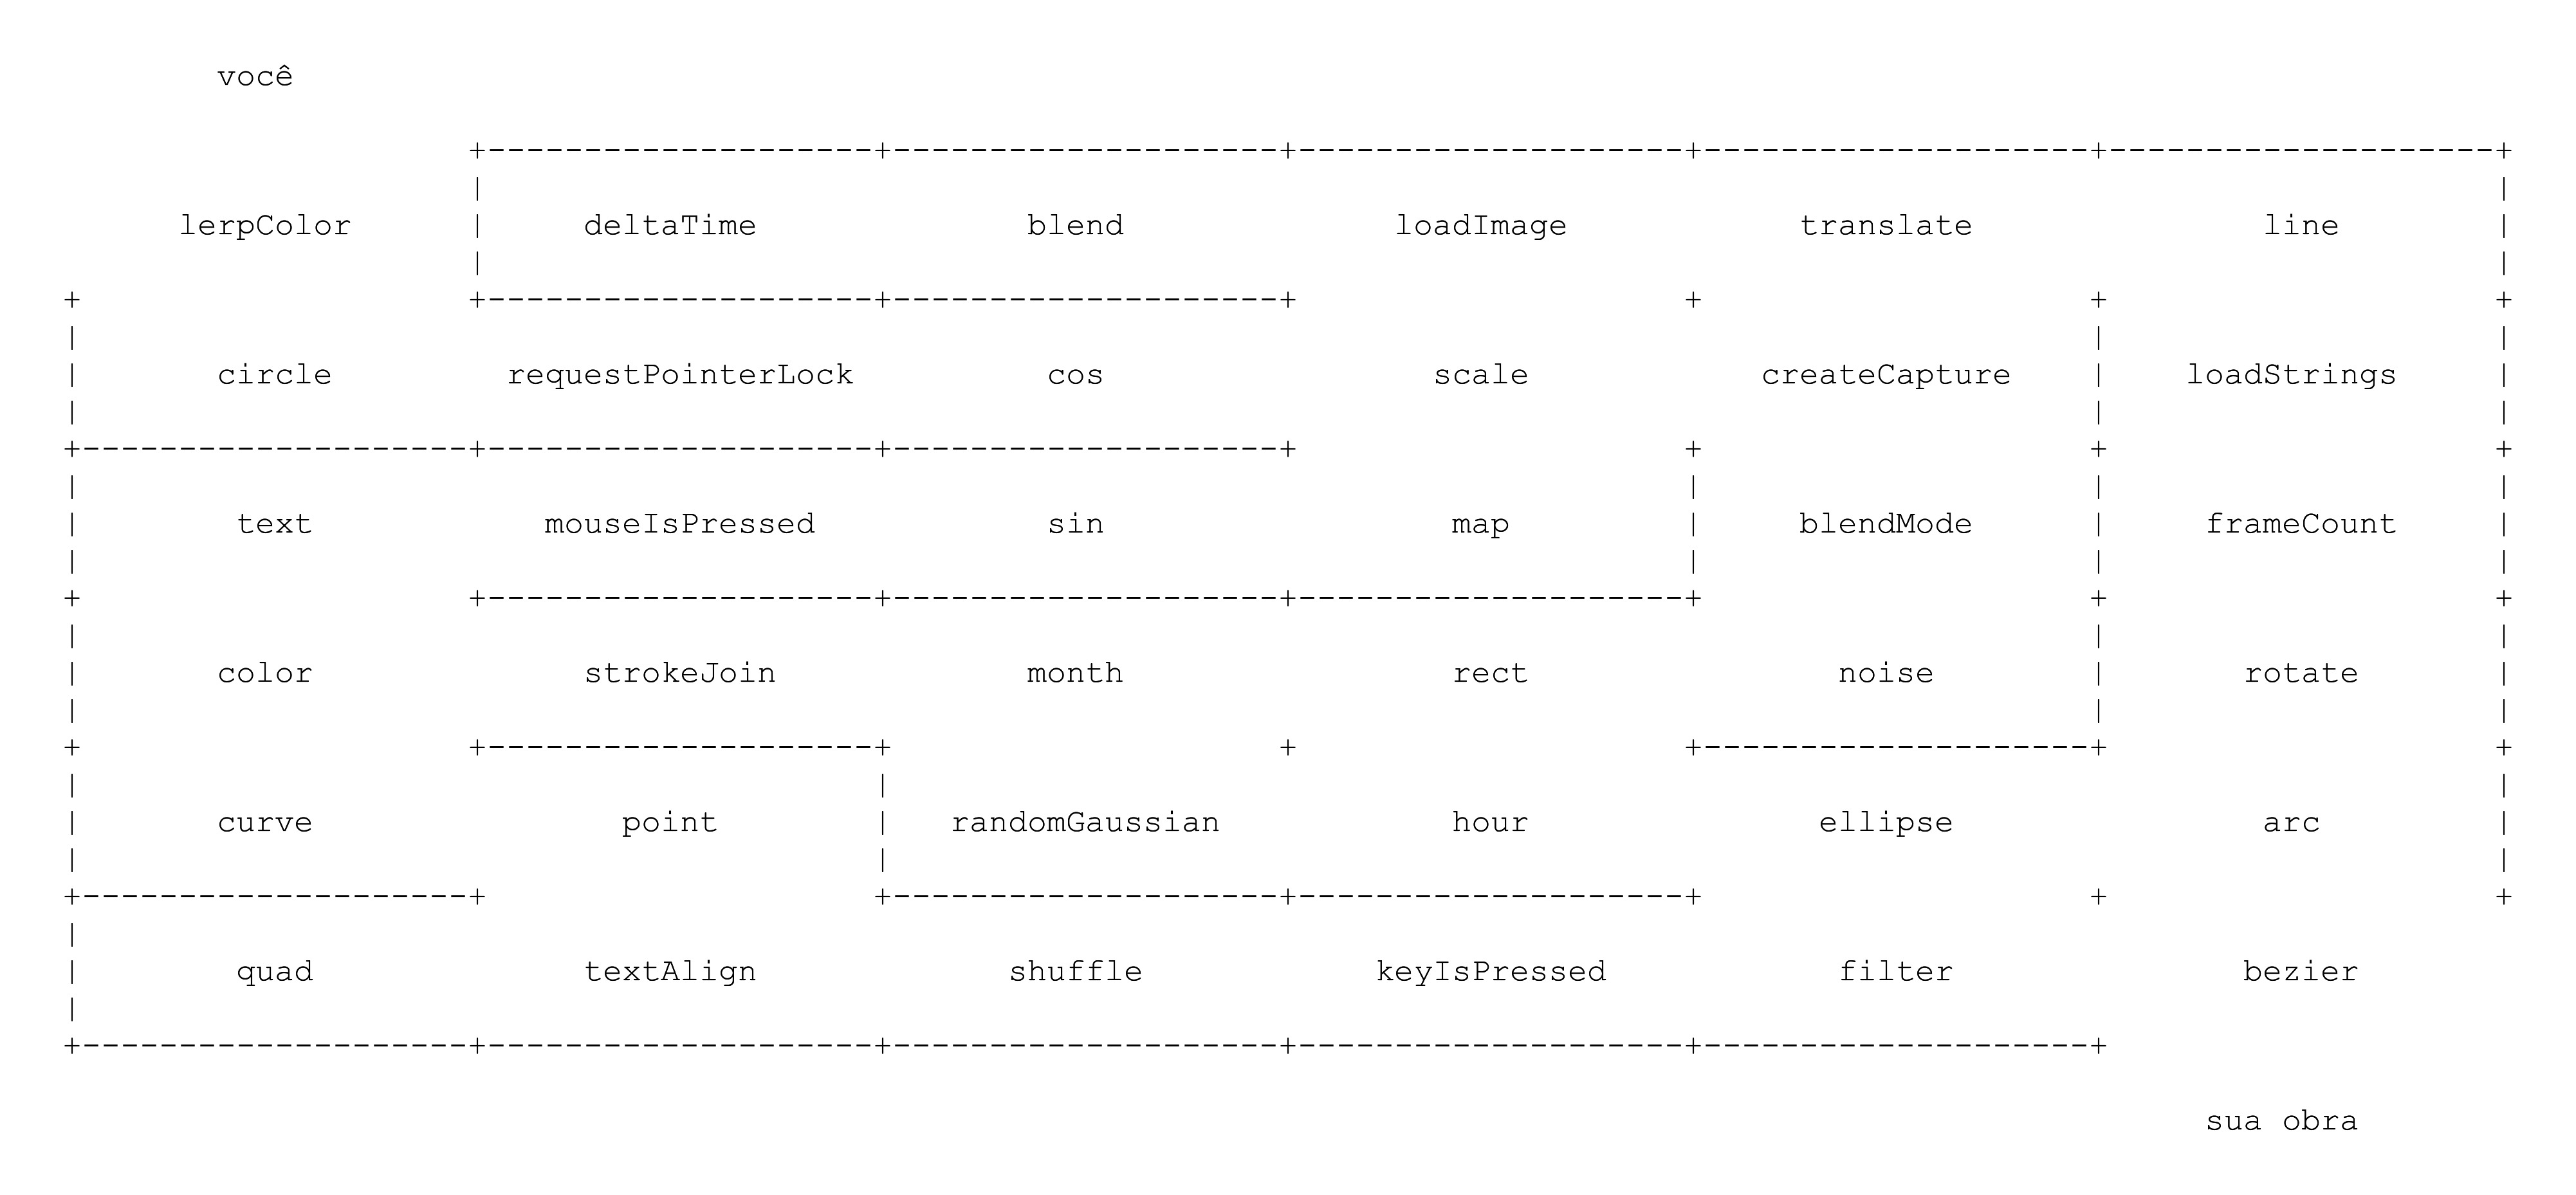 você
lerpColor deltaTime blend loadImage translate line
circle requestPointerLock cos scale createCapture loadStrings
text mouseIsPressed sin map blendMode frameCount
color strokeJoin month rect noise rotate
curve point randomGaussian hour ellipse arc
quad textAlign shuffle keyIsPressed filter bezier
sua obra